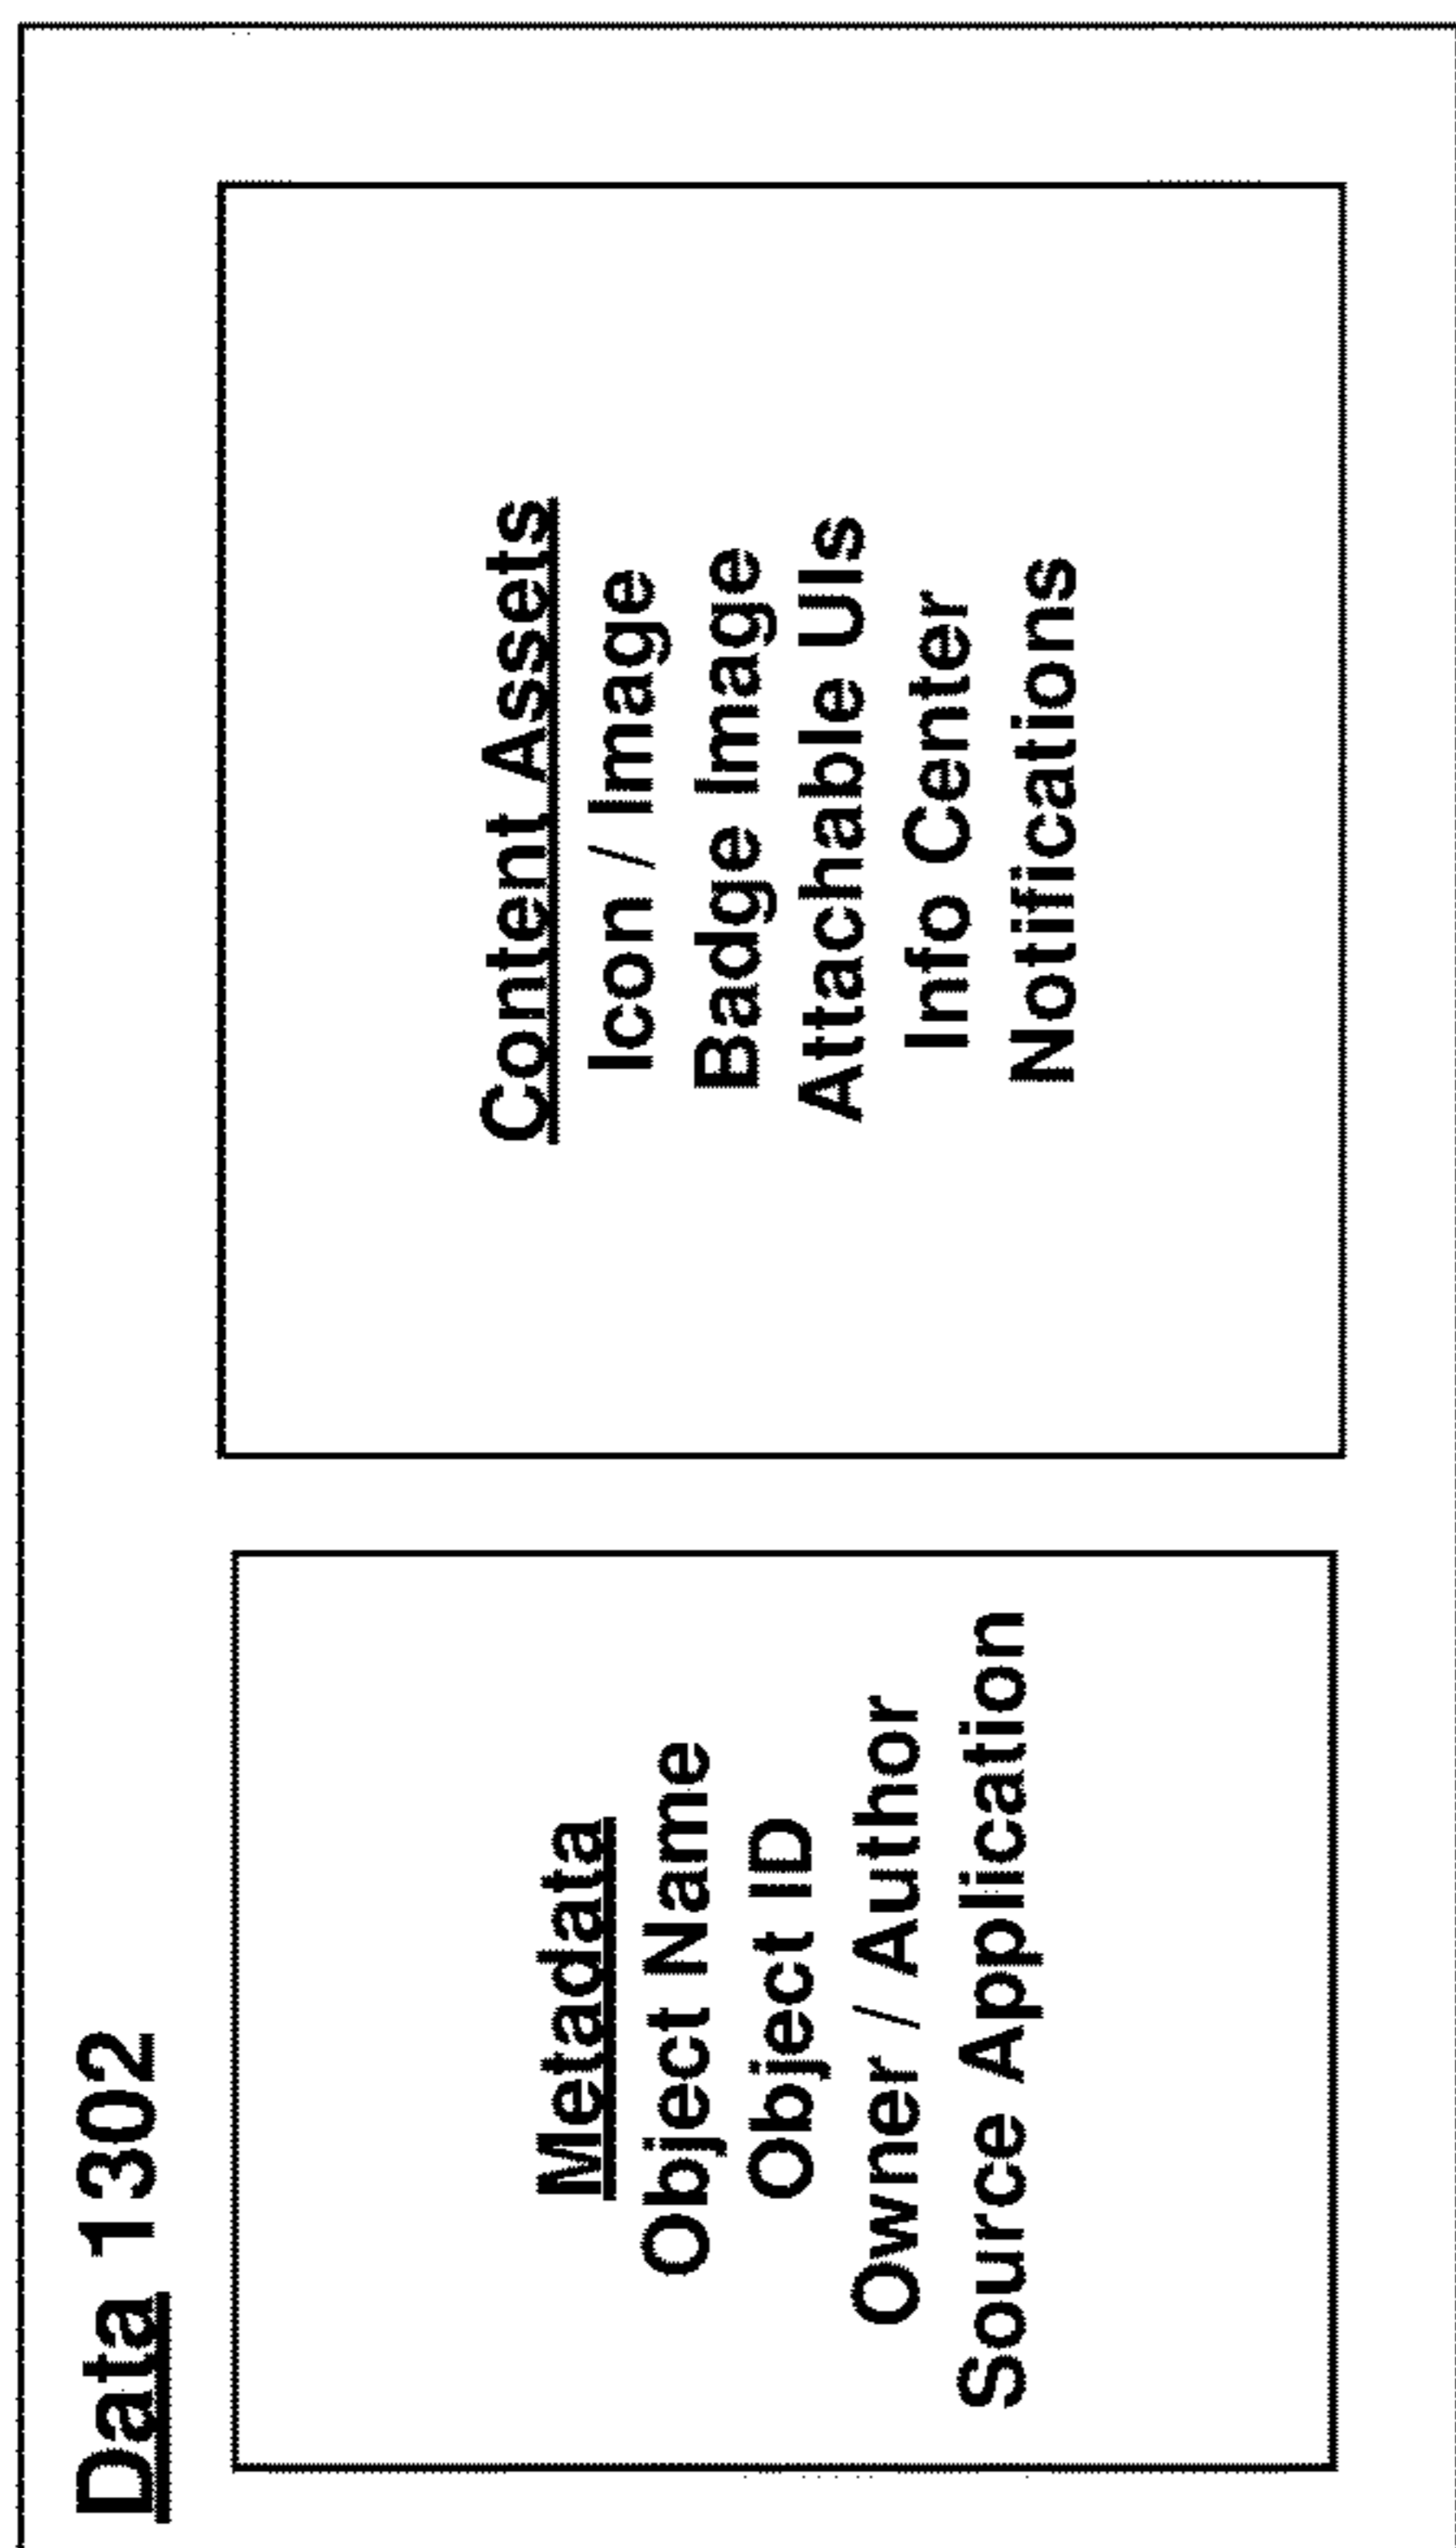 Data 1302
Metadata
Object Name
Object ID
Owner / Author
Source Application
Content Assets
Icon / Image
Badge Image
Attachable UIs
Info Center
Notifications